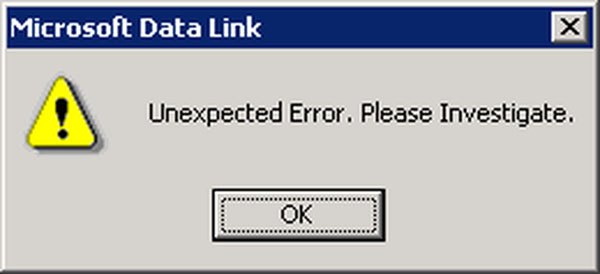 Microsoft Data Link
Unexpected Error. Please Investigate.
OK